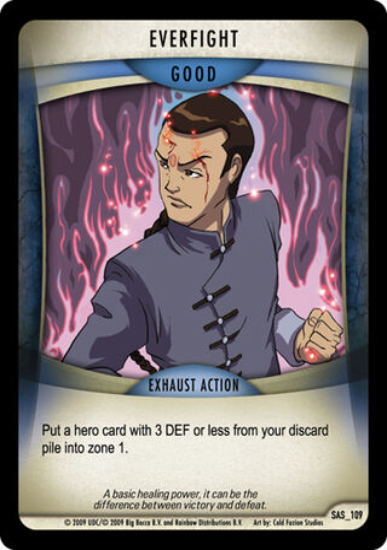 EVERFIGHT
GOOD
EXHAUST ACTION
Put a hero card with 3 DEF or less from your discard
pile into zone 1.
A basic healing power, it can be the
difference between victory and defeat.
SAS_109
© 2009 UDC/© 2009 Big Bocca B.V. and Rainbow Distributions B.V. Art by: Cold Fuzion Studios